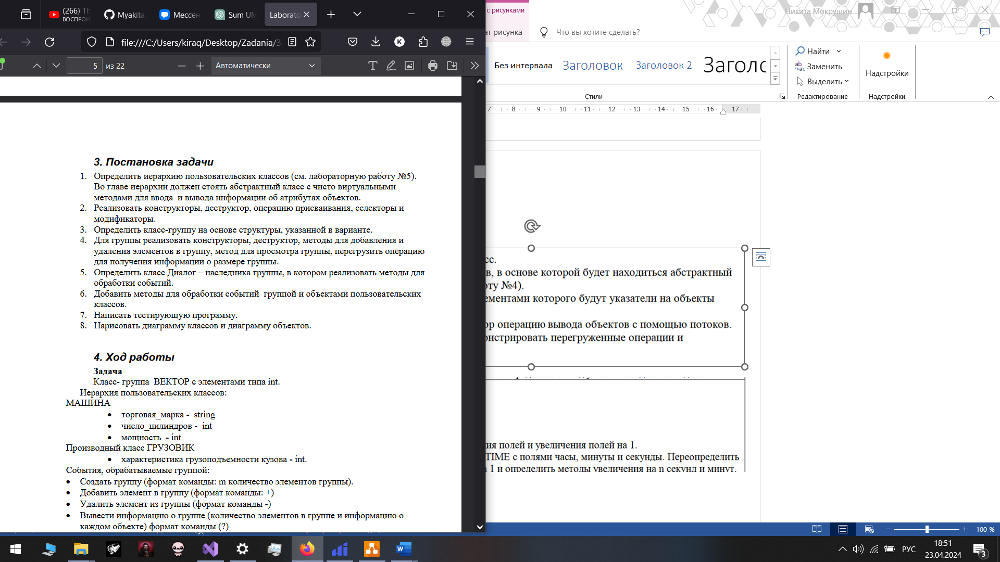 (266) Th
ВОСПРОИ
Myakita
Мессен
Sum UM
Laborato
file:///C:/Users/kiraq/Desktop/Zadania/3
5 из 22
Автоматически
3. Постановка задачи
1. Определить иерархию пользовательских классов (см. лабораторную работу №5).
Во главе иерархии должен стоять абстрактный класс с чисто виртуальными
методами для ввода и вывода информации об атрибутах объектов.
2. Реализовать конструкторы, деструктор, операцию присваивания, селекторы и
модификаторы.
3. Определить класс-группу на основе структуры, указанной в варианте.
4. Для группы реализовать конструкторы, деструктор, методы для добавления и
удаления элементов в группу, метод для просмотра группы, перегрузить операцию
для получения информации о размере группы.
5. Определить класс Диалог – наследника группы, в котором реализовать методы для
обработки событий.
6. Добавить методы для обработки событий группой и объектами пользовательских
классов.
7. Написать тестирующую программу.
8. Нарисовать диаграмму классов и диаграмму объектов.
4. Ход работы
Задача
Класс- группа ВЕКТОР с элементами типа int.
Иерархия пользовательских классов:
МАШИНА
• торговая_марка - string
• число_цилиндров - int
• мощность - int
Производный класс ГРУЗОВИК
• характеристика грузоподъемности кузова - int.
События, обрабатываемые группой:
• Создать группу (формат команды: m количество элементов группы).
• Добавить элемент в группу (формат команды: +)
• Удалить элемент из группы (формат команды -)
• Вывести информацию о группе (количество элементов в группе и информацию о
каждом объекте) формат команды (?)
с рисунками
Никита Мокрушин
ат рисунка
Что вы хотите сделать?
Без интервала
Заголовок
Заголовок 2
Заголо
Стили
Найти
Заменить
Выделить
Редактирование
Надстройки
Надстройки
7 8 9 10 11 12 13 14 15 16 17
сс.
в, в основе которой будет находиться абстрактный
оту №4).
ементами которого будут указатели на объекты
ор операцию вывода объектов с помощью потоков.
онстрировать перегруженные операции и
ия полей и увеличения полей на 1.
TIME с полями часы, минуты и секунды. Переопределить
1 и определить методы увеличения на n секунд и минут.
100 %
РУС
18:51
23.04.2024
3